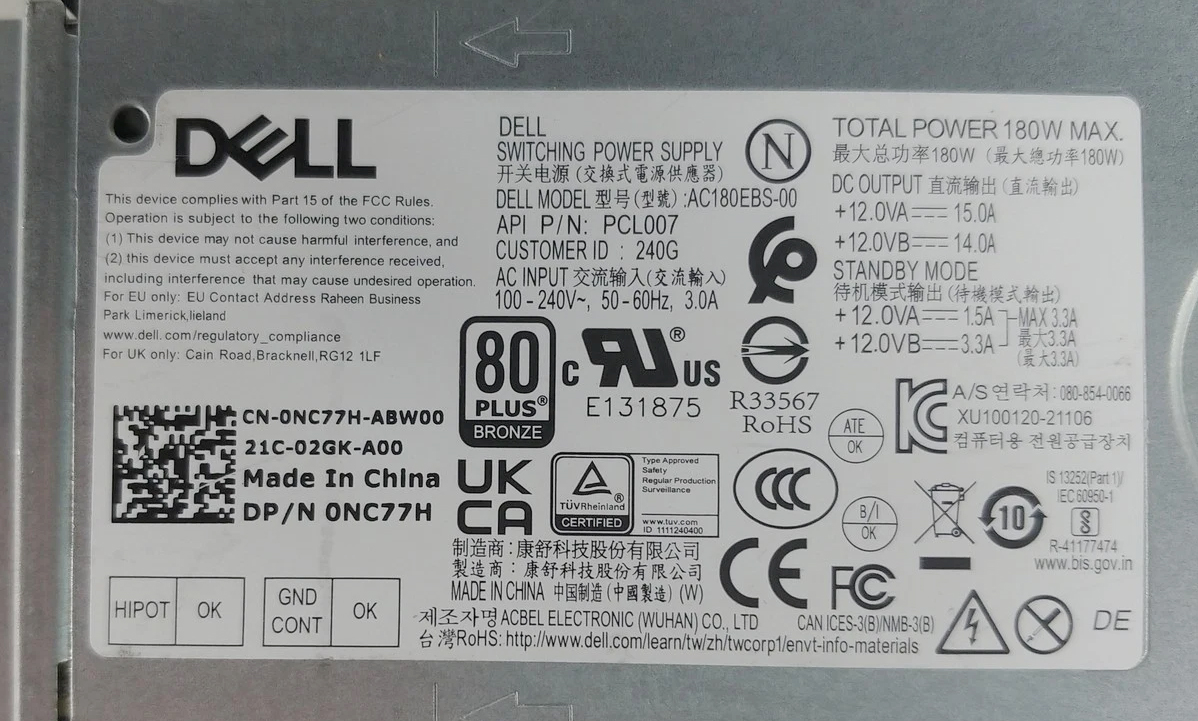 DELL
This device complies with Part 15 of the FCC Rules.
Operation is subject to the following two conditions:
(1) This device may not cause harmful interference, and
(2) this device must accept any interference received,
including interference that may cause undesired operation.
For EU only: EU Contact Address Raheen Business
Park Limerick,lieland
www.dell.com/regulatory_compliance
For UK only: Cain Road,Bracknell,RG12 1LF
CN-0NC77H-ABW00
21C-02GK-A00
Made In China
DP/N 0NC77H
HIPOT OK
GND CONT OK
DELL
SWITCHING POWER SUPPLY
开关电源 (交換式電源供應器)
DELL MODEL 型号(型號):AC180EBS-00
API P/N: PCL007
CUSTOMER ID : 240G
AC INPUT 交流输入(交流輸入)
100-240V~, 50-60Hz, 3.0A
80
PLUS®
BRONZE
c RU® US
E131875
UK
CA
TÜVRheinland®
CERTIFIED
Type Approved
Safety
Regular Production
Surveillance
www.tuv.com
ID 1111240400
制造商:康舒科技股份有限公司
製造商:康舒科技股份有限公司
MADE IN CHINA 中国制造(中國製造) (W)
제조자명 ACBEL ELECTRONIC (WUHAN) CO., LTD
台灣RoHS: http://www.dell.com/learn/tw/zh/twcorp1/envt-info-materials
N
R33567
RoHS
CCC
CE
ATE
OK
B/I
OK
FC
CAN ICES-3(B)/NMB-3(B)
TOTAL POWER 180W MAX.
最大总功率180W (最大總功率180W)
DC OUTPUT 直流输出 (直流輸出)
+12.0VA⎓ 15.0A
+12.0VB⎓ 14.0A
STANDBY MODE
待机模式输出 (待機模式輸出)
+12.0VA⎓ 1.5A
+12.0VB⎓ 3.3A
MAX 3.3A
最大3.3A
(最大3.3A)
A/S연락처: 080-854-0066
XU100120-21106
컴퓨터용 전원공급장치
10
IS 13252(Part 1)/
IEC 60950-1
R-41177474
www.bis.gov.in
DE